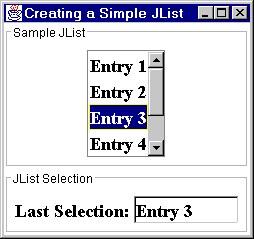 Creating a Simple JList
Sample JList
Entry 1
Entry 2
Entry 3
Entry 4
JList Selection
Last Selection: Entry 3